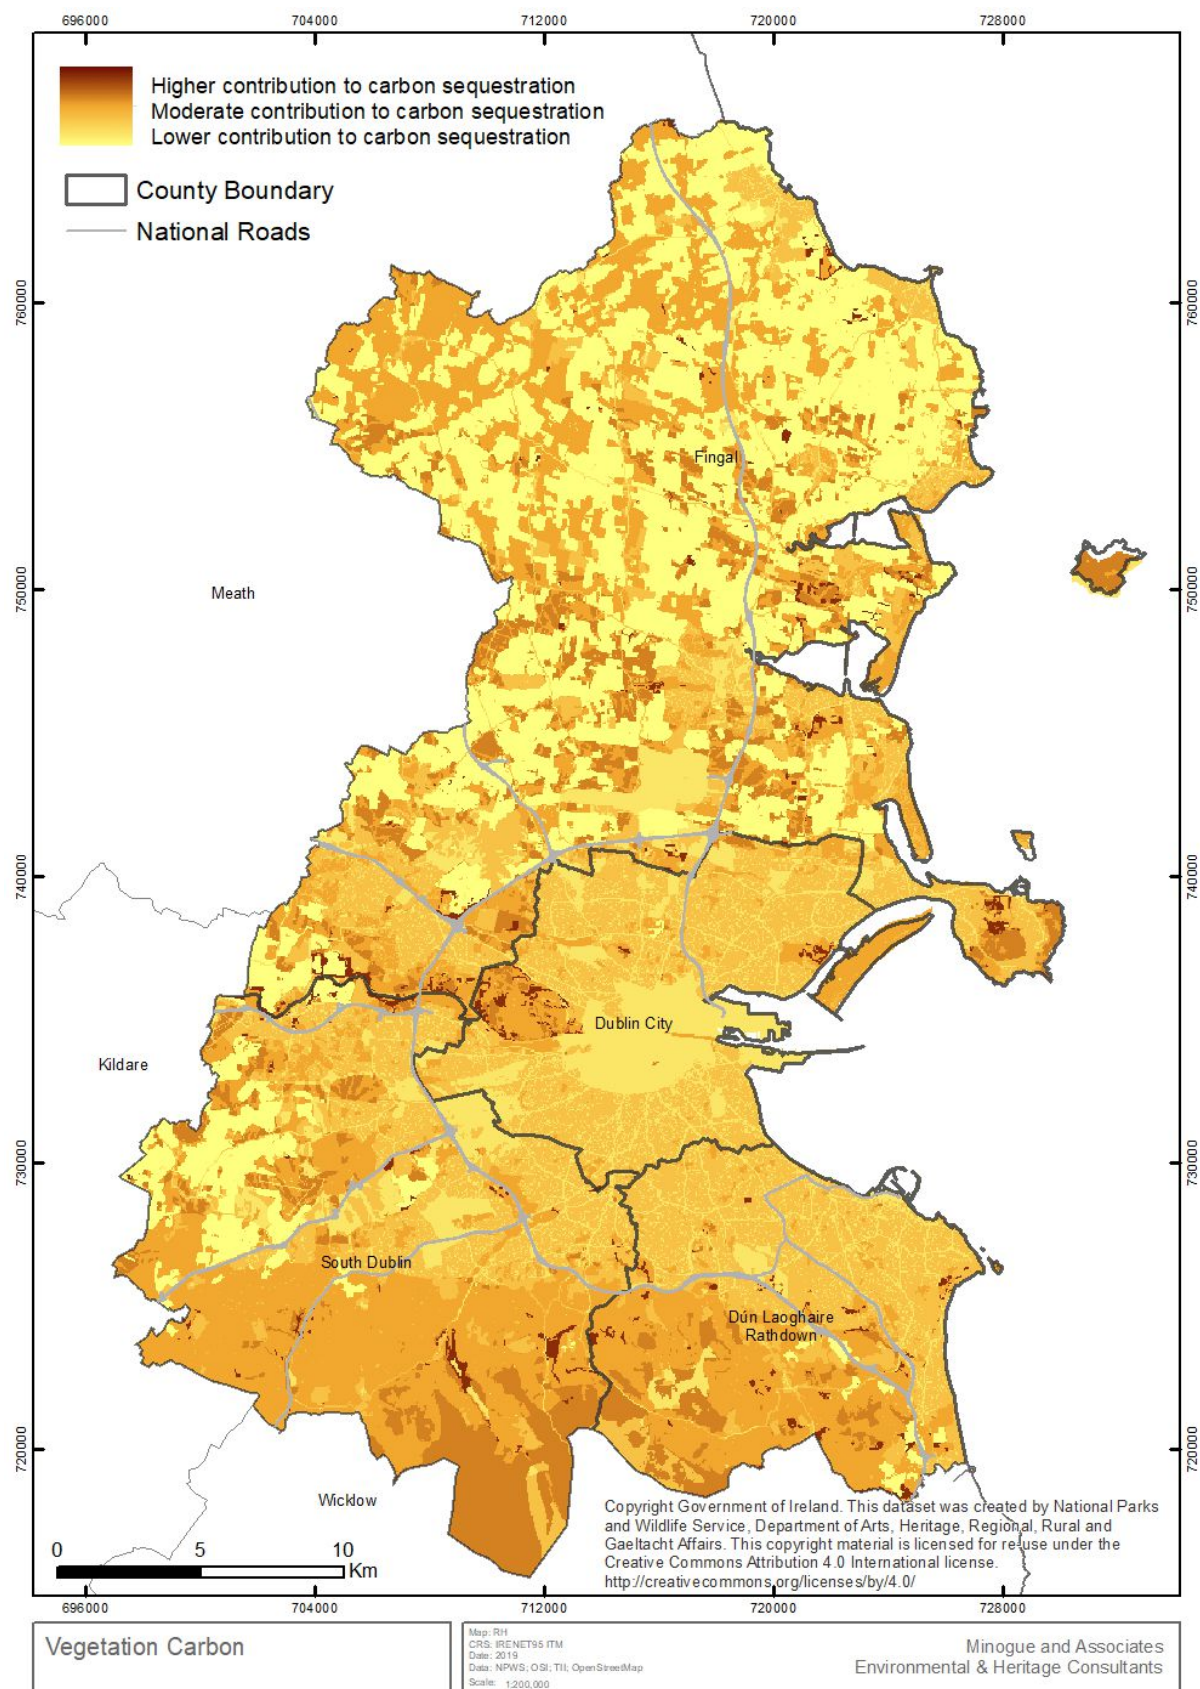 696000 704000 712000 720000 728000
Higher contribution to carbon sequestration
Moderate contribution to carbon sequestration
Lower contribution to carbon sequestration
County Boundary
National Roads
760000 760000
Fingal
750000 750000
Meath
740000 740000
Dublin City
Kildare
730000 730000
South Dublin
Dún Laoghaire
Rathdown
720000 720000
Wicklow
Copyright Government of Ireland. This dataset was created by National Parks
and Wildlife Service, Department of Arts, Heritage, Regional, Rural and
Gaeltacht Affairs. This copyright material is licensed for re-use under the
Creative Commons Attribution 4.0 International license.
http://creativecommons.org/licenses/by/4.0/
0 5 10
Km
696000 704000 712000 720000 728000
Vegetation Carbon
Map: RH
CRS: IRENET95 ITM
Date: 2019
Data: NPWS; OSI; TII; OpenStreetMap
Scale: 1:200,000
Minogue and Associates
Environmental & Heritage Consultants